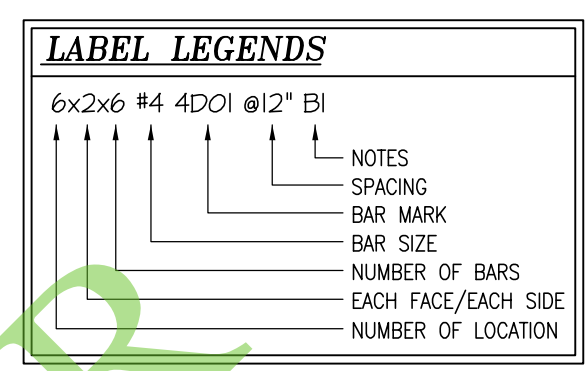 LABEL LEGENDS
6x2x6 #4 4D01 @12" B1
NOTES
SPACING
BAR MARK
BAR SIZE
NUMBER OF BARS
EACH FACE/EACH SIDE
NUMBER OF LOCATION